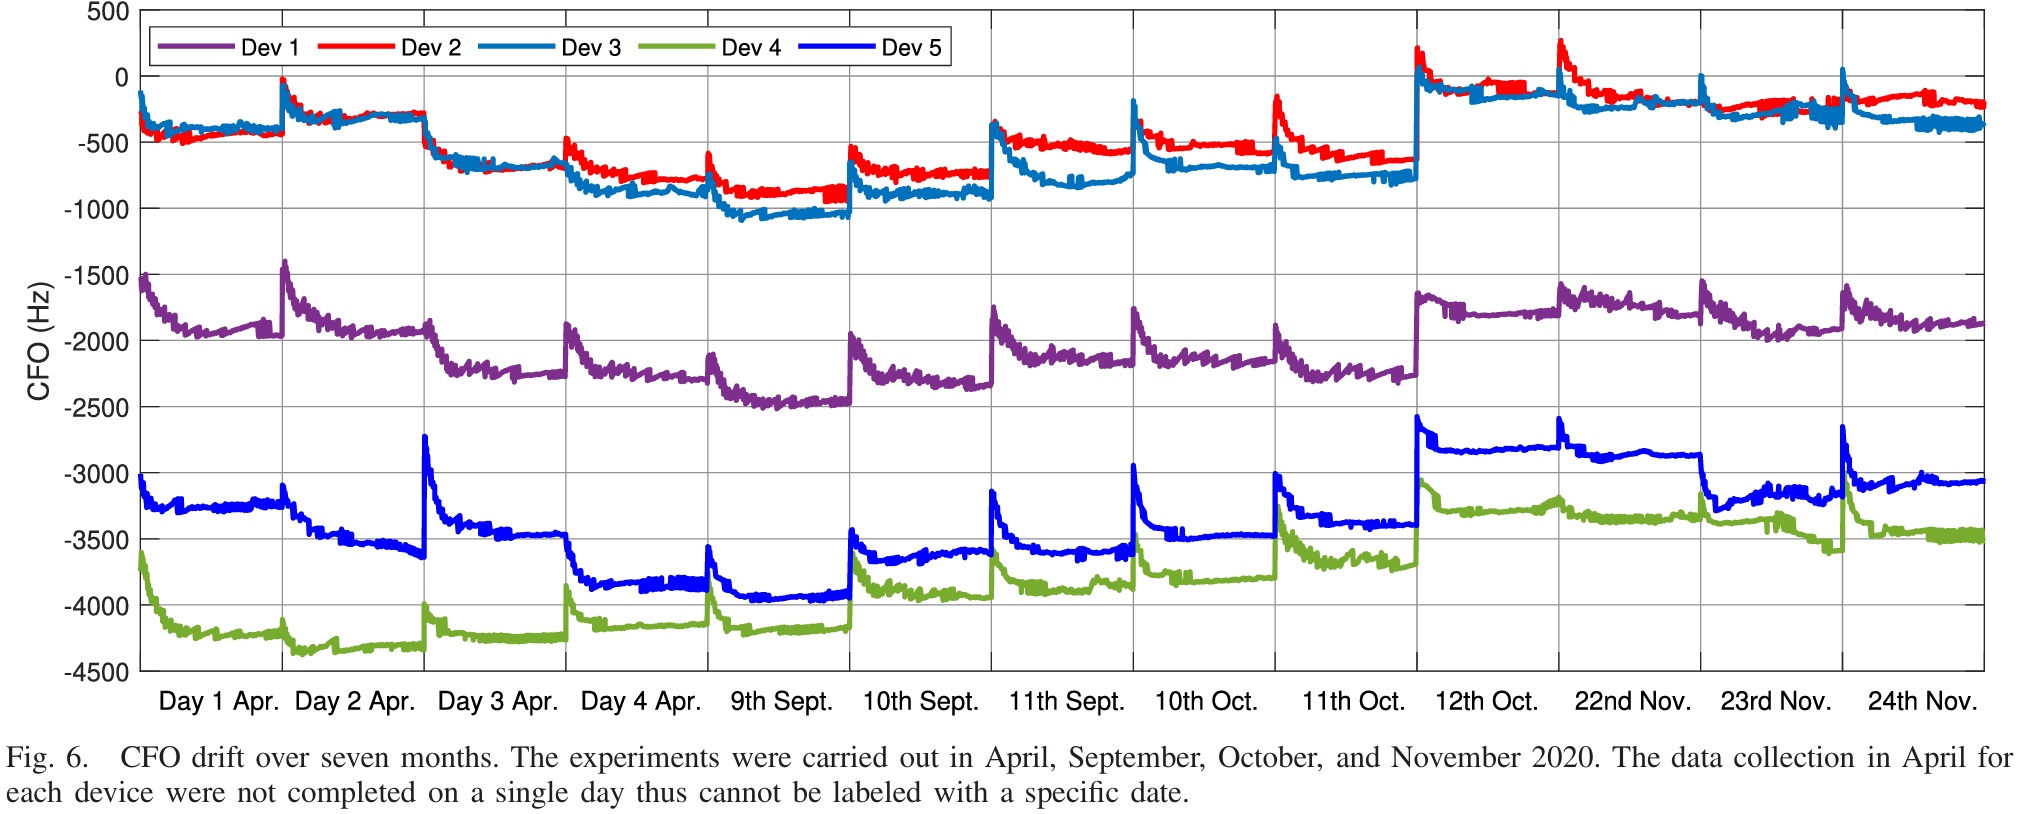 500
0
-500
-1000
-1500
-2000
-2500
-3000
-3500
-4000
-4500
CFO (Hz)
Dev 1 Dev 2 Dev 3 Dev 4 Dev 5
Day 1 Apr. Day 2 Apr. Day 3 Apr. Day 4 Apr. 9th Sept. 10th Sept. 11th Sept. 10th Oct. 11th Oct. 12th Oct. 22nd Nov. 23rd Nov. 24th Nov.
Fig. 6. CFO drift over seven months. The experiments were carried out in April, September, October, and November 2020. The data collection in April for
each device were not completed on a single day thus cannot be labeled with a specific date.